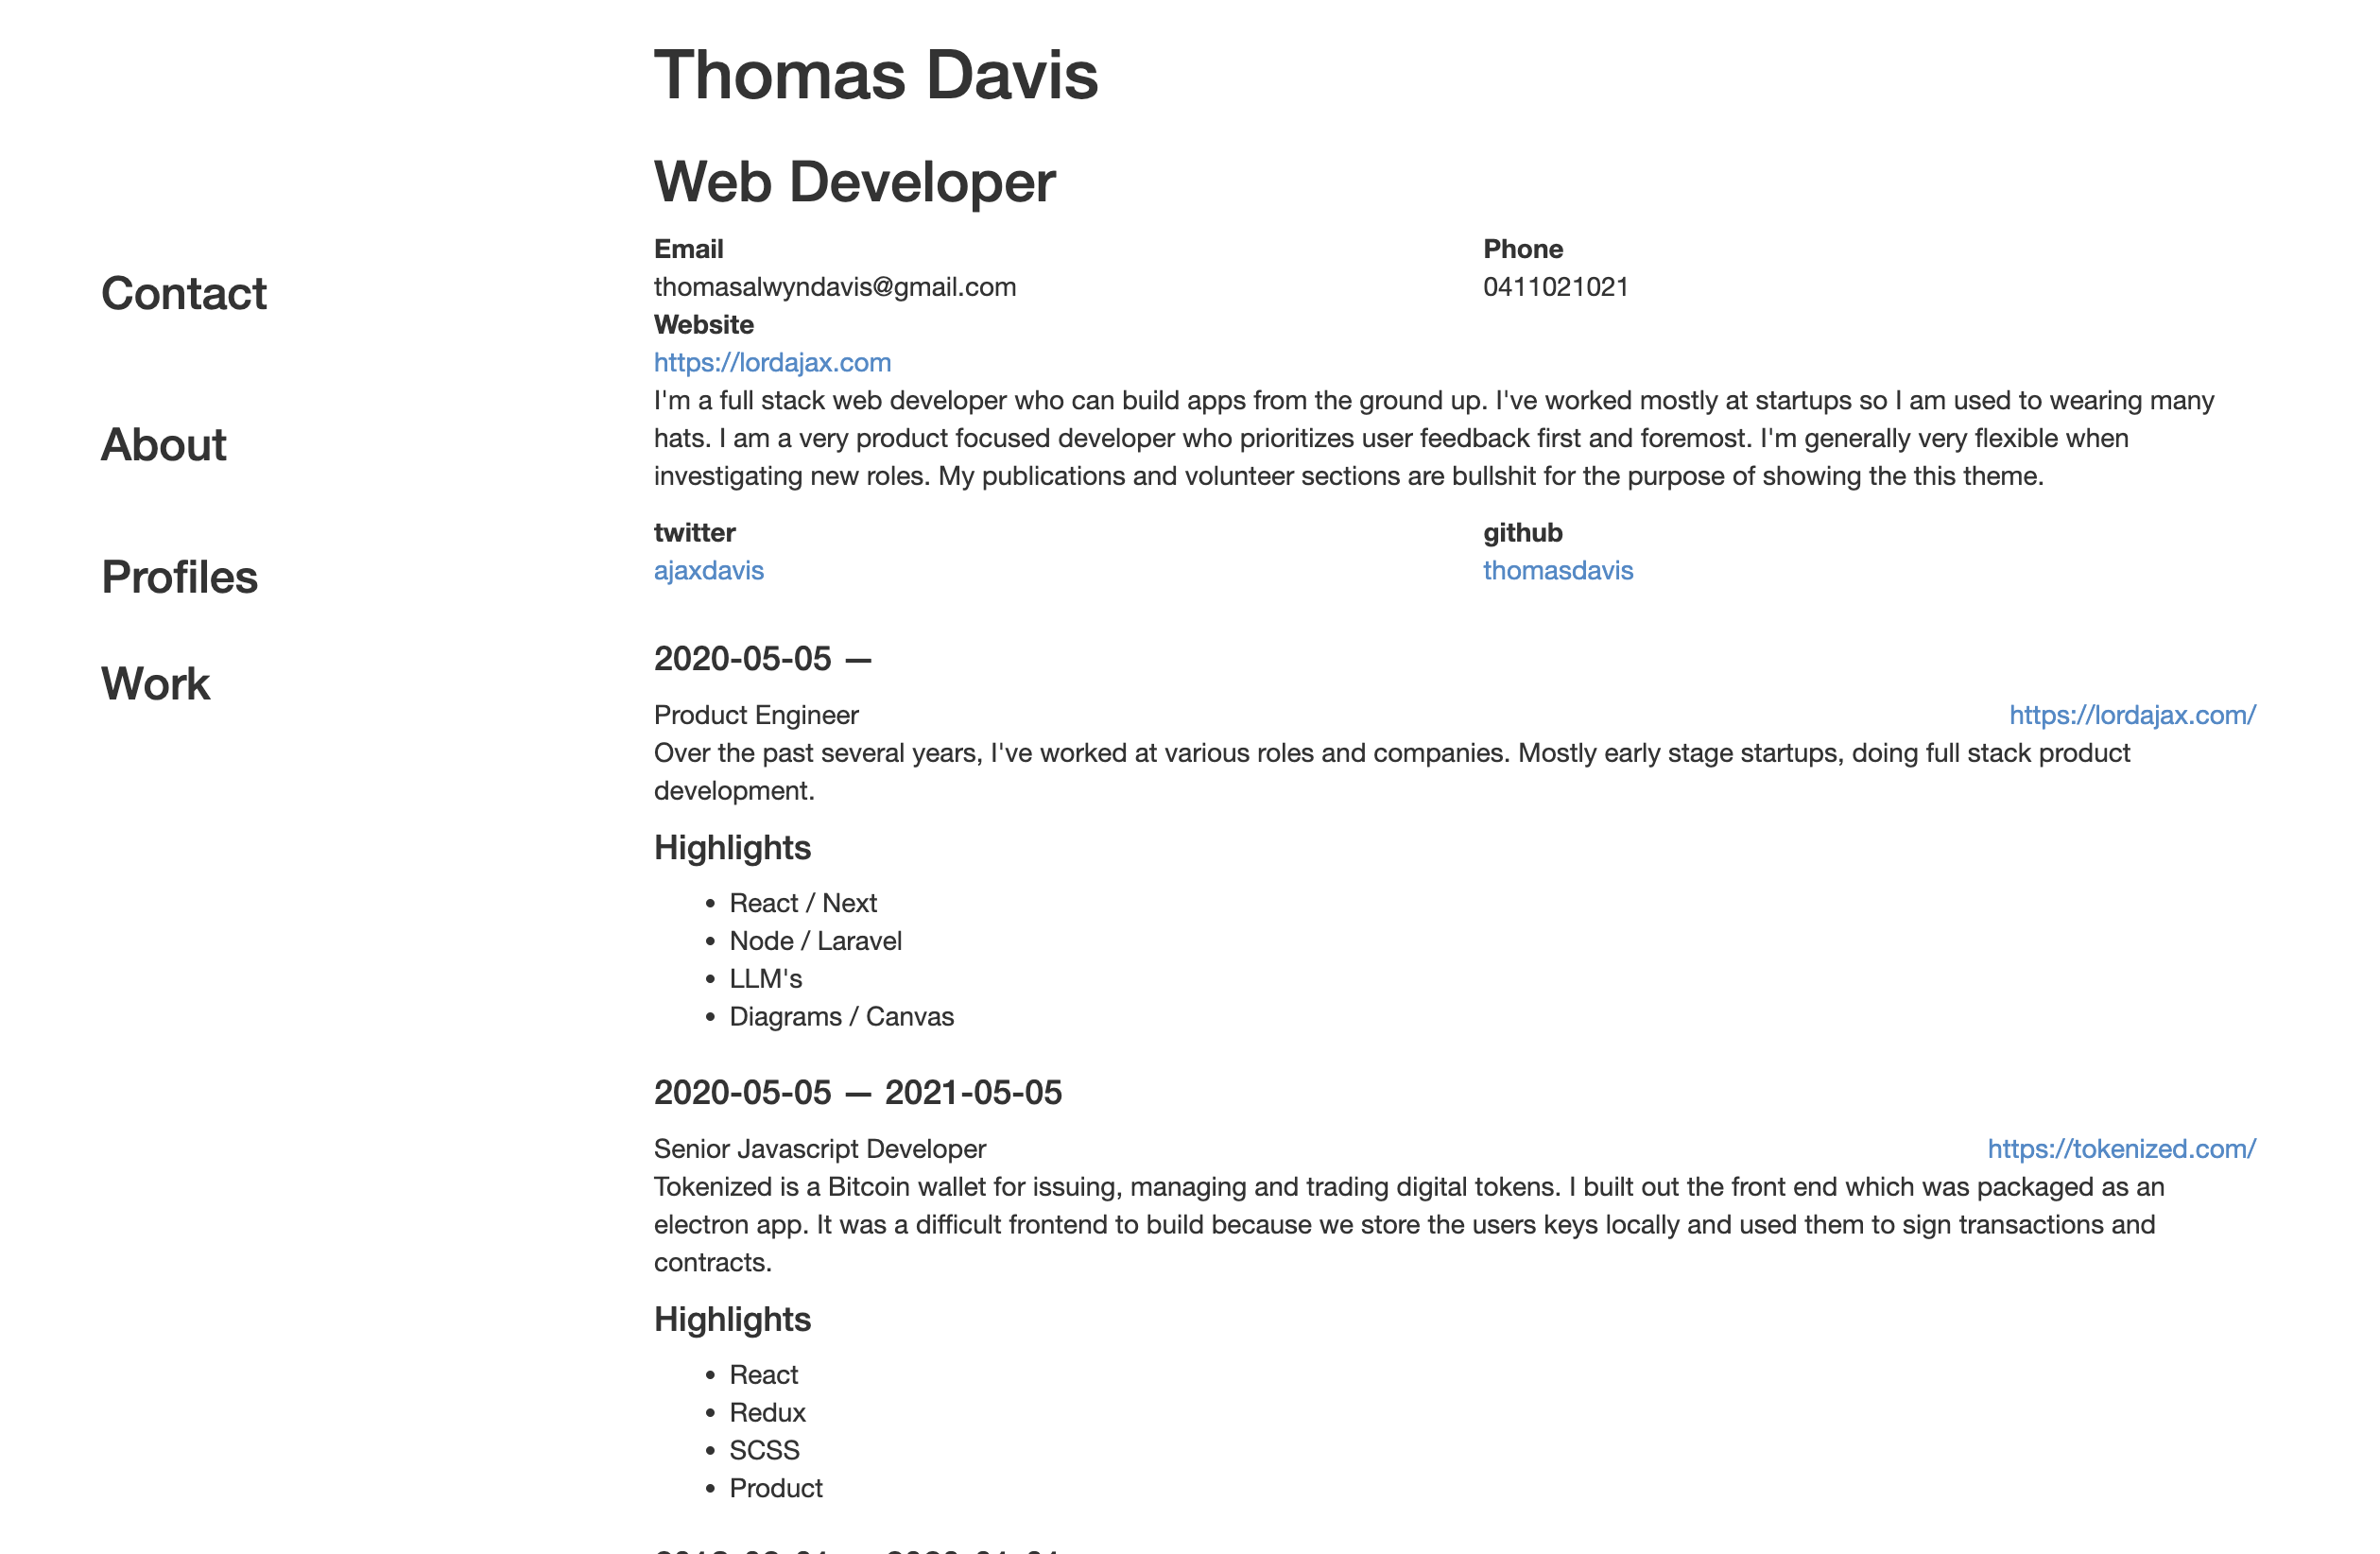 Thomas Davis
Web Developer
Contact
Email
thomasalwyndavis@gmail.com
Phone
0411021021
Website
https://lordajax.com
About
I'm a full stack web developer who can build apps from the ground up. I've worked mostly at startups so I am used to wearing many
hats. I am a very product focused developer who prioritizes user feedback first and foremost. I'm generally very flexible when
investigating new roles. My publications and volunteer sections are bullshit for the purpose of showing the this theme.
Profiles
twitter
ajaxdavis
github
thomasdavis
Work
2020-05-05 —
Product Engineer
https://lordajax.com/
Over the past several years, I've worked at various roles and companies. Mostly early stage startups, doing full stack product
development.
Highlights
• React / Next
• Node / Laravel
• LLM's
• Diagrams / Canvas
2020-05-05 — 2021-05-05
Senior Javascript Developer
https://tokenized.com/
Tokenized is a Bitcoin wallet for issuing, managing and trading digital tokens. I built out the front end which was packaged as an
electron app. It was a difficult frontend to build because we store the users keys locally and used them to sign transactions and
contracts.
Highlights
• React
• Redux
• SCSS
• Product